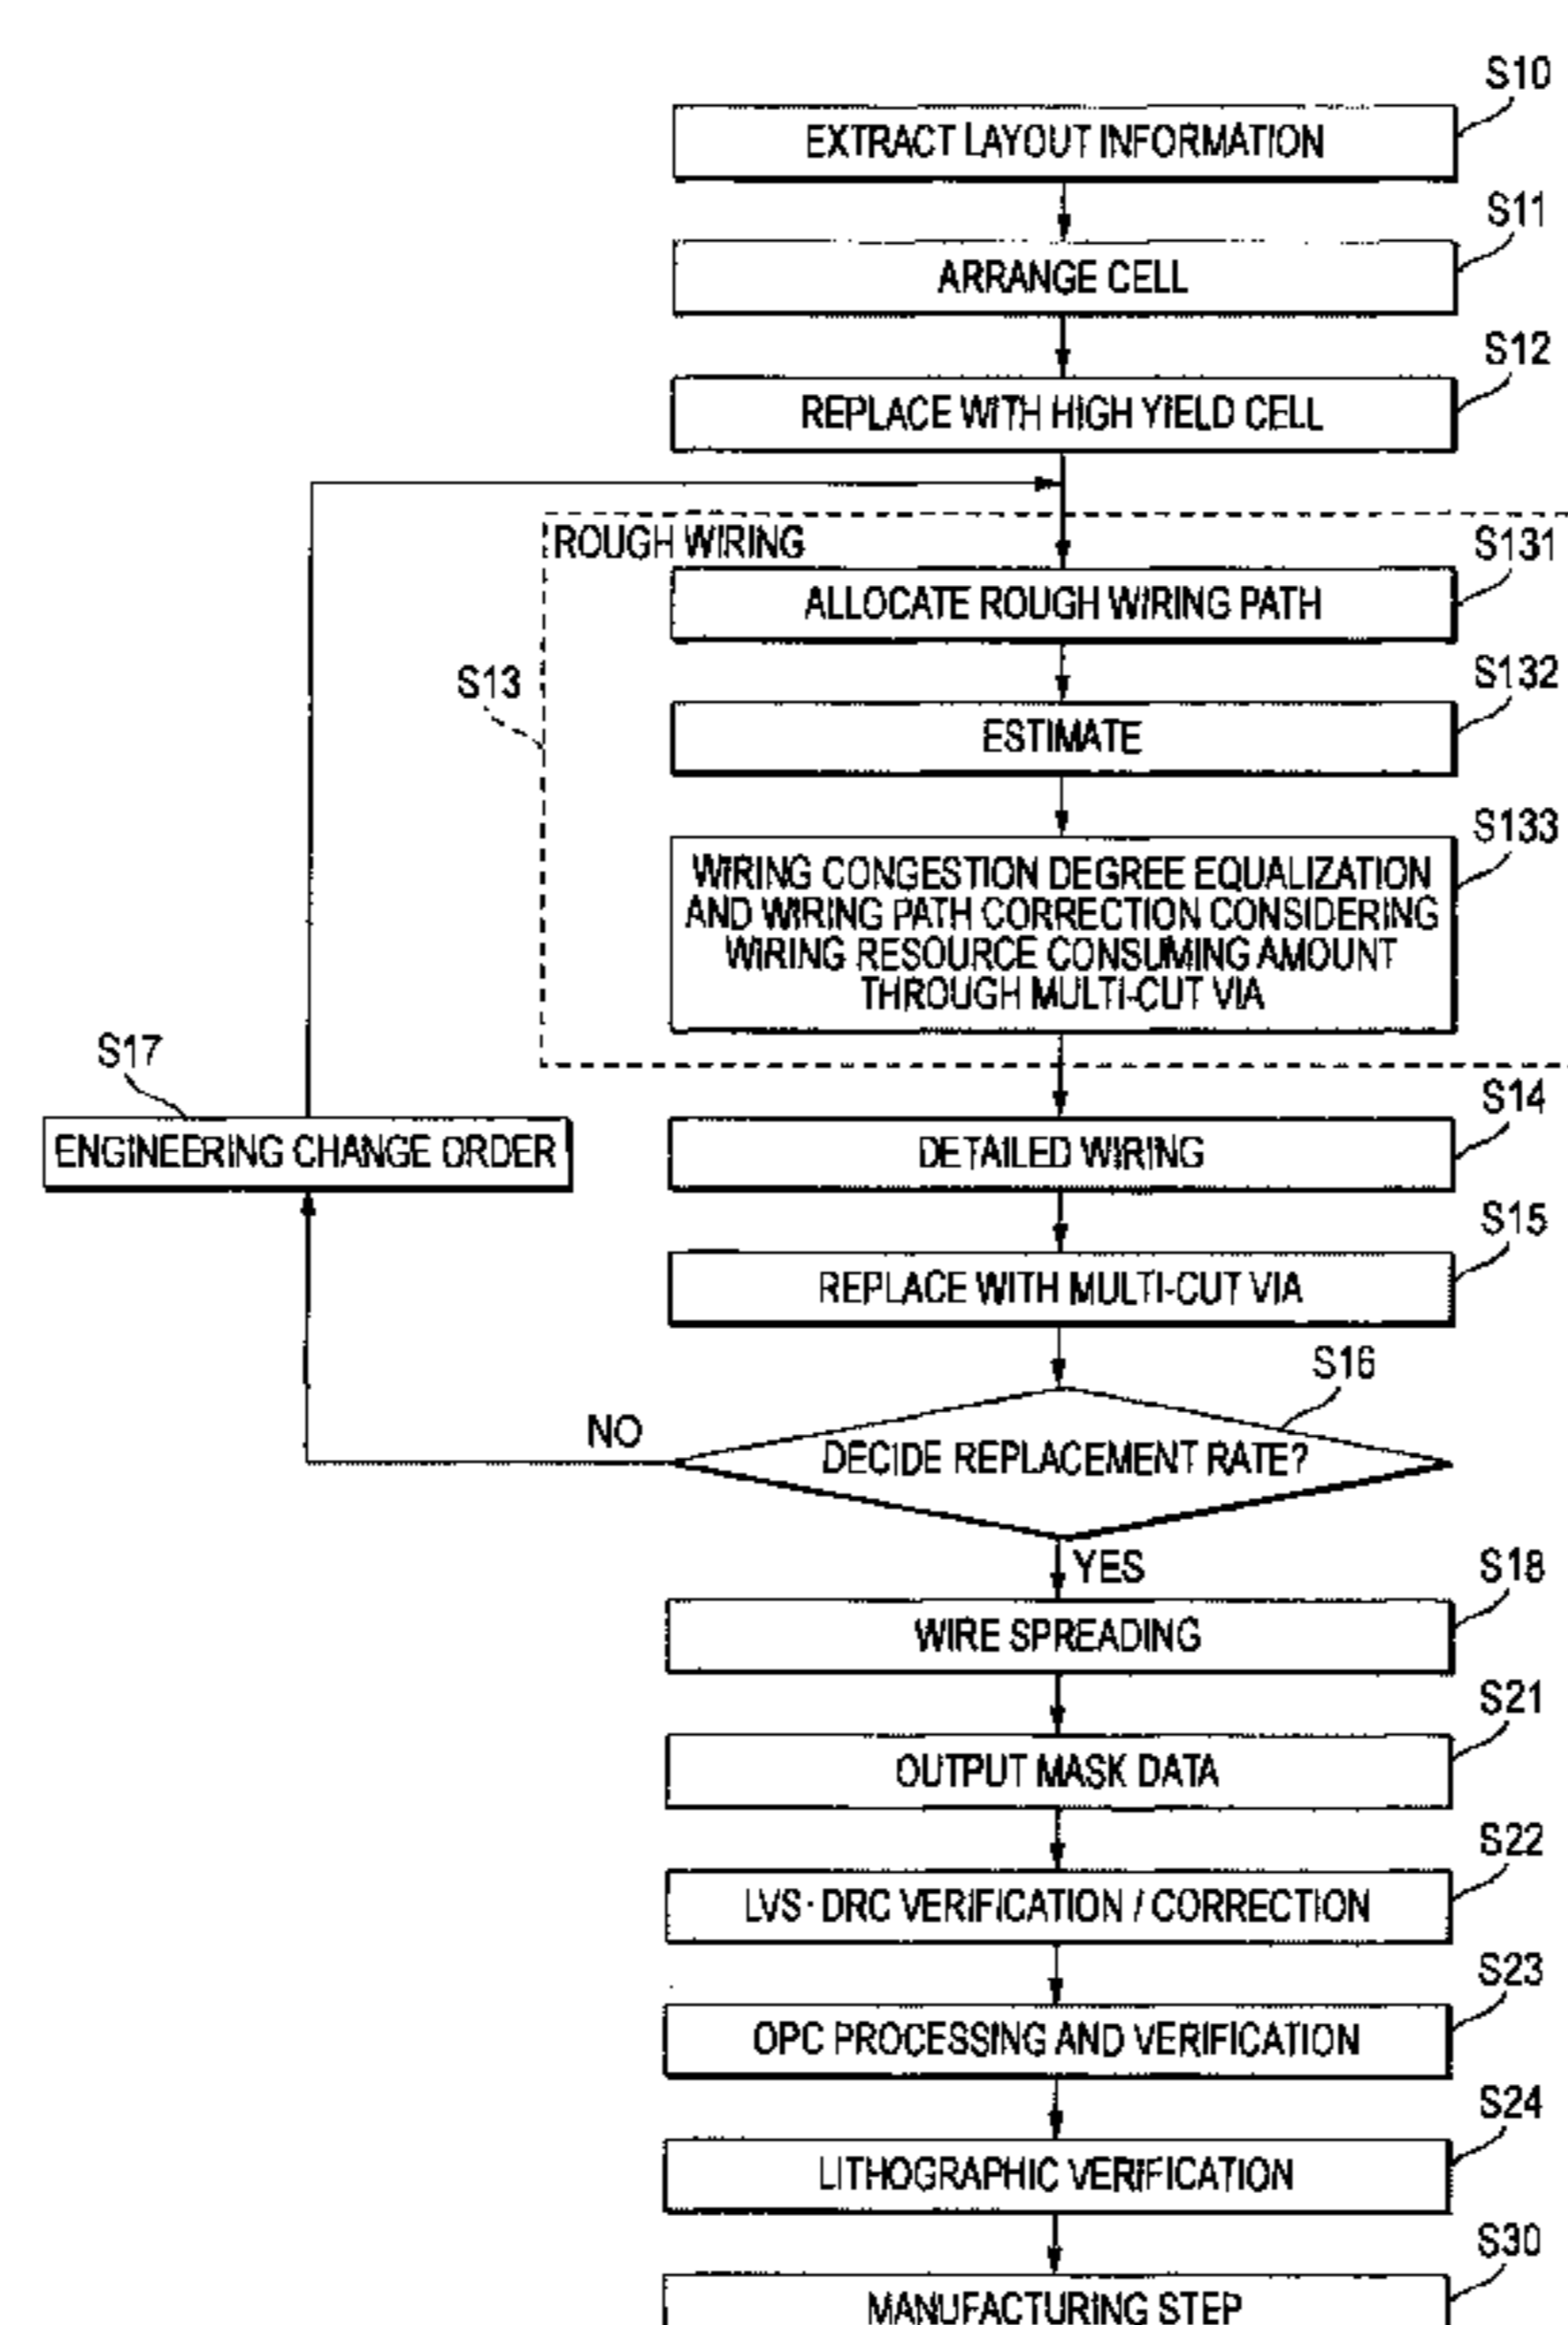 S10
EXTRACT LAYOUT INFORMATION
S11
ARRANGE CELL
S12
REPLACE WITH HIGH YIELD CELL
ROUGH WIRING
S131
ALLOCATE ROUGH WIRING PATH
S13
S132
ESTIMATE
S133
WIRING CONGESTION DEGREE EQUALIZATION
AND WIRING PATH CORRECTION CONSIDERING
WIRING RESOURCE CONSUMING AMOUNT
THROUGH MULTI-CUT VIA
S17
ENGINEERING CHANGE ORDER
S14
DETAILED WIRING
S15
REPLACE WITH MULTI-CUT VIA
S16
NO
DECIDE REPLACEMENT RATE?
YES
S18
WIRE SPREADING
S21
OUTPUT MASK DATA
S22
LVS · DRC VERIFICATION / CORRECTION
S23
OPC PROCESSING AND VERIFICATION
S24
LITHOGRAPHIC VERIFICATION
S30
MANUFACTURING STEP